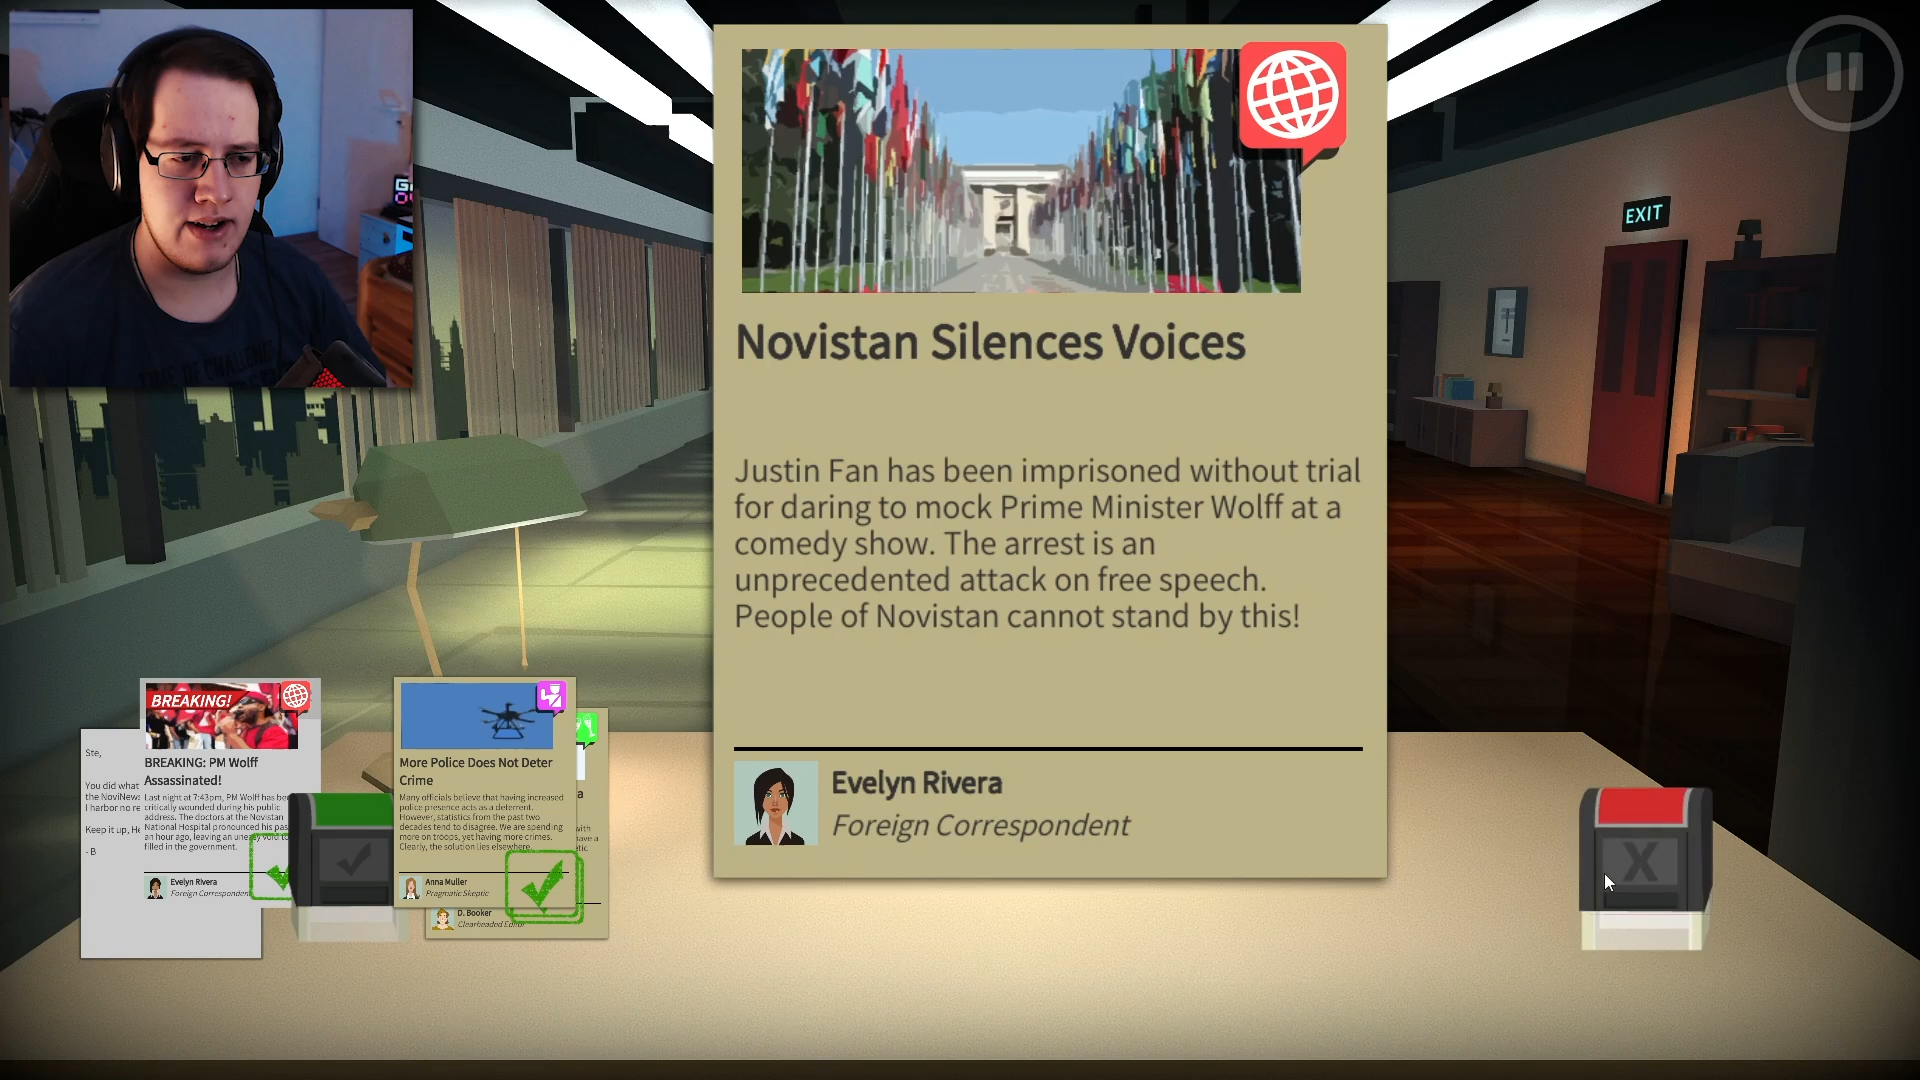 EXIT
Novistan Silences Voices
Justin Fan has been imprisoned without trial
for daring to mock Prime Minister Wolff at a
comedy show. The arrest is an
unprecedented attack on free speech.
People of Novistan cannot stand by this!
Evelyn Rivera
Foreign Correspondent
Ste,
You did what
the NoviNews
I harbor no re
Keep it up, He
- B
BREAKING!
BREAKING: PM Wolff
Assassinated!
Last night at 7:43pm, PM Wolff has been
critically wounded during his public
address. The doctors at the Novistan
National Hospital pronounced his pas
an hour ago, leaving an uneasy void to
filled in the government.
Evelyn Rivera
Foreign Correspondent
More Police Does Not Deter
Crime
Many officials believe that having increased
police presence acts as a deterrent.
However, statistics from the past two
decades tend to disagree. We are spending
more on troops, yet having more crimes.
Clearly, the solution lies elsewhere.
Anna Muller
Pragmatic Skeptic
D. Booker
Clearheaded Editor
X